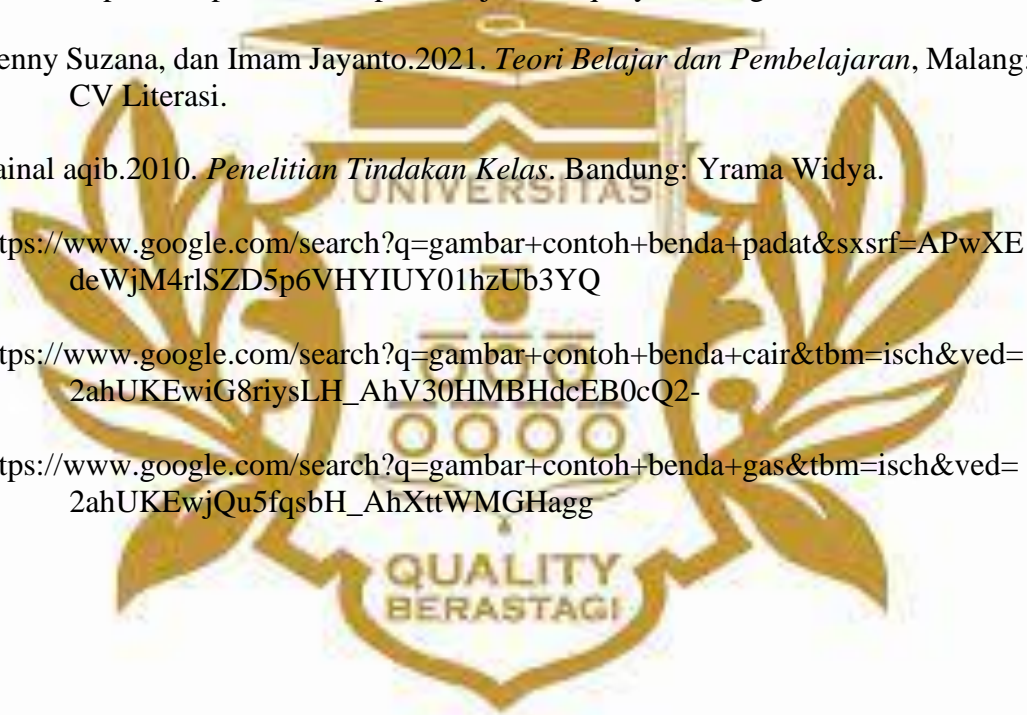 enny Suzana, dan Imam Jayanto.2021. Teori Belajar dan Pembelajaran, Malang:
CV Literasi.
ainal aqib.2010. Penelitian Tindakan Kelas. Bandung: Yrama Widya.
UNIVERSITAS
tps://www.google.com/search?q=gambar+contoh+benda+padat&sxsrf=APwXE
deWjM4rlSZD5p6VHYIUY01hzUb3YQ
tps://www.google.com/search?q=gambar+contoh+benda+cair&tbm=isch&ved=
2ahUKEwiG8riysLH_AhV30HMBHdcEB0cQ2-
tps://www.google.com/search?q=gambar+contoh+benda+gas&tbm=isch&ved=
2ahUKEwjQu5fqsbH_AhXttWMGHagg
QUALITY
BERASTAGI